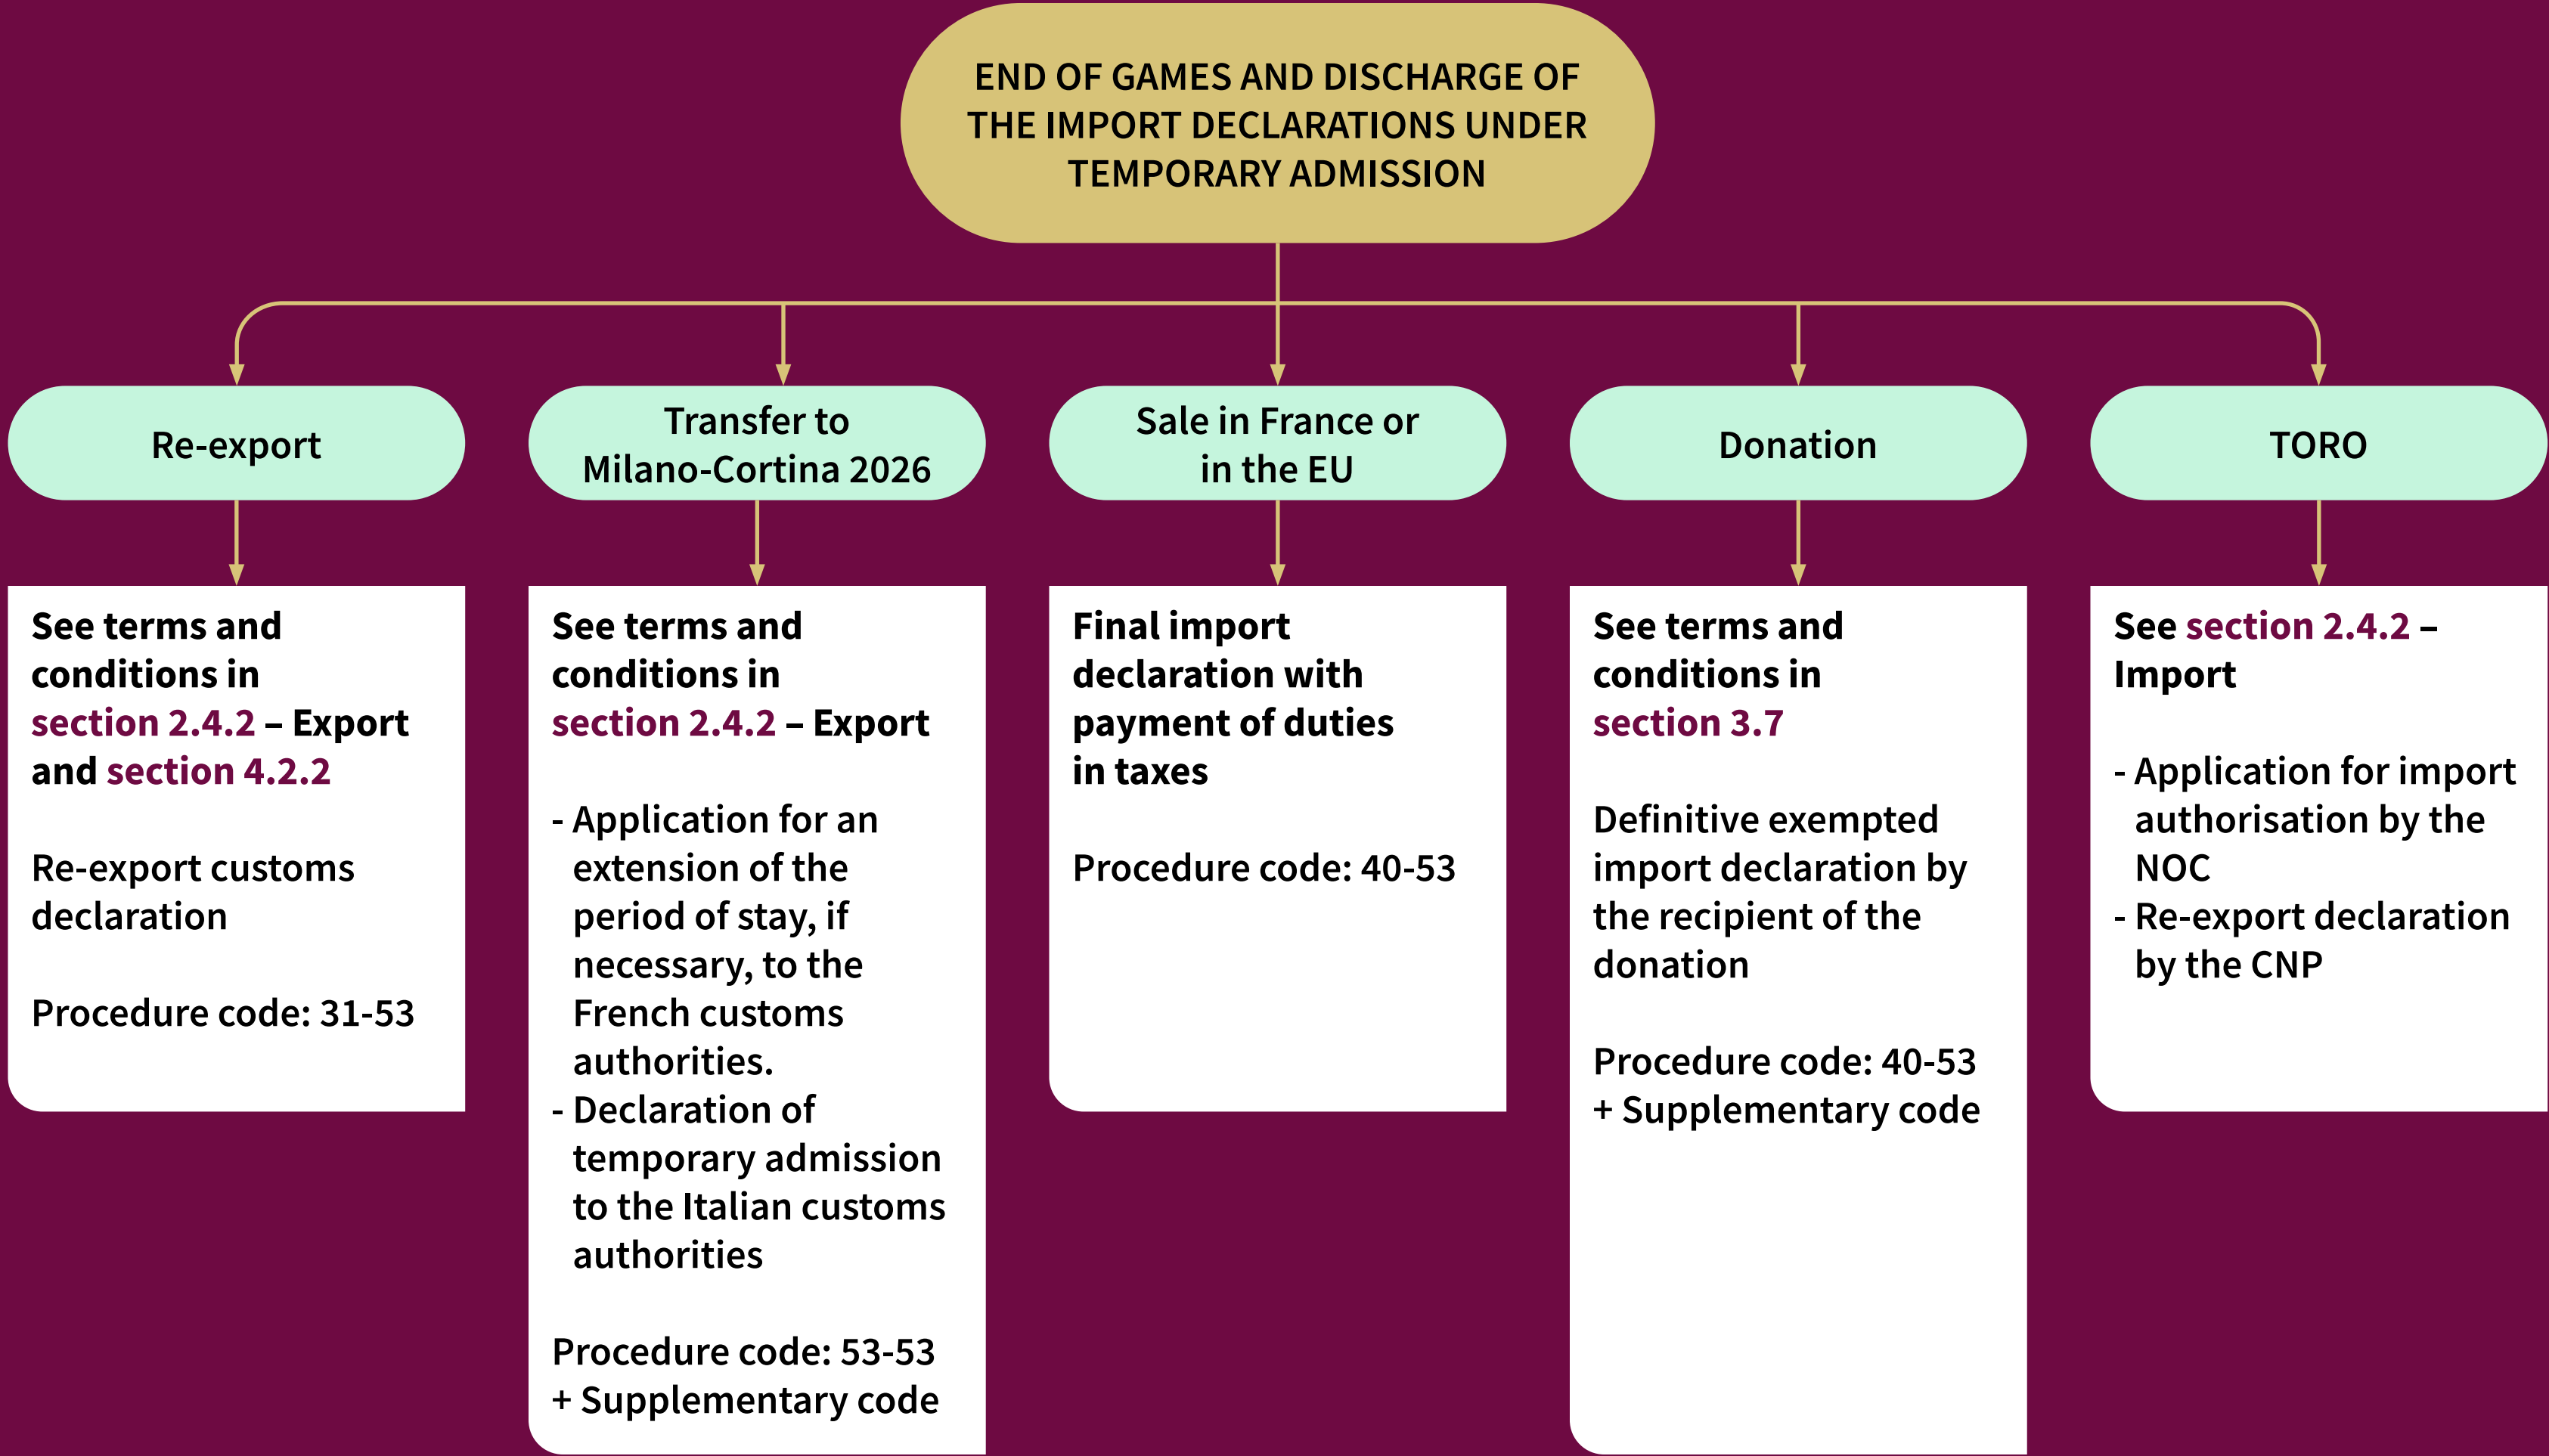 END OF GAMES AND DISCHARGE OF
THE IMPORT DECLARATIONS UNDER
TEMPORARY ADMISSION
Re-export
Transfer to
Milano-Cortina 2026
Sale in France or
in the EU
Donation
TORO
See terms and
conditions in
section 2.4.2 – Export
and section 4.2.2
Re-export customs
declaration
Procedure code: 31-53
See terms and
conditions in
section 2.4.2 – Export
- Application for an
extension of the
period of stay, if
necessary, to the
French customs
authorities.
- Declaration of
temporary admission
to the Italian customs
authorities
Procedure code: 53-53
+ Supplementary code
Final import
declaration with
payment of duties
in taxes
Procedure code: 40-53
See terms and
conditions in
section 3.7
Definitive exempted
import declaration by
the recipient of the
donation
Procedure code: 40-53
+ Supplementary code
See section 2.4.2 –
Import
- Application for import
authorisation by the
NOC
- Re-export declaration
by the CNP